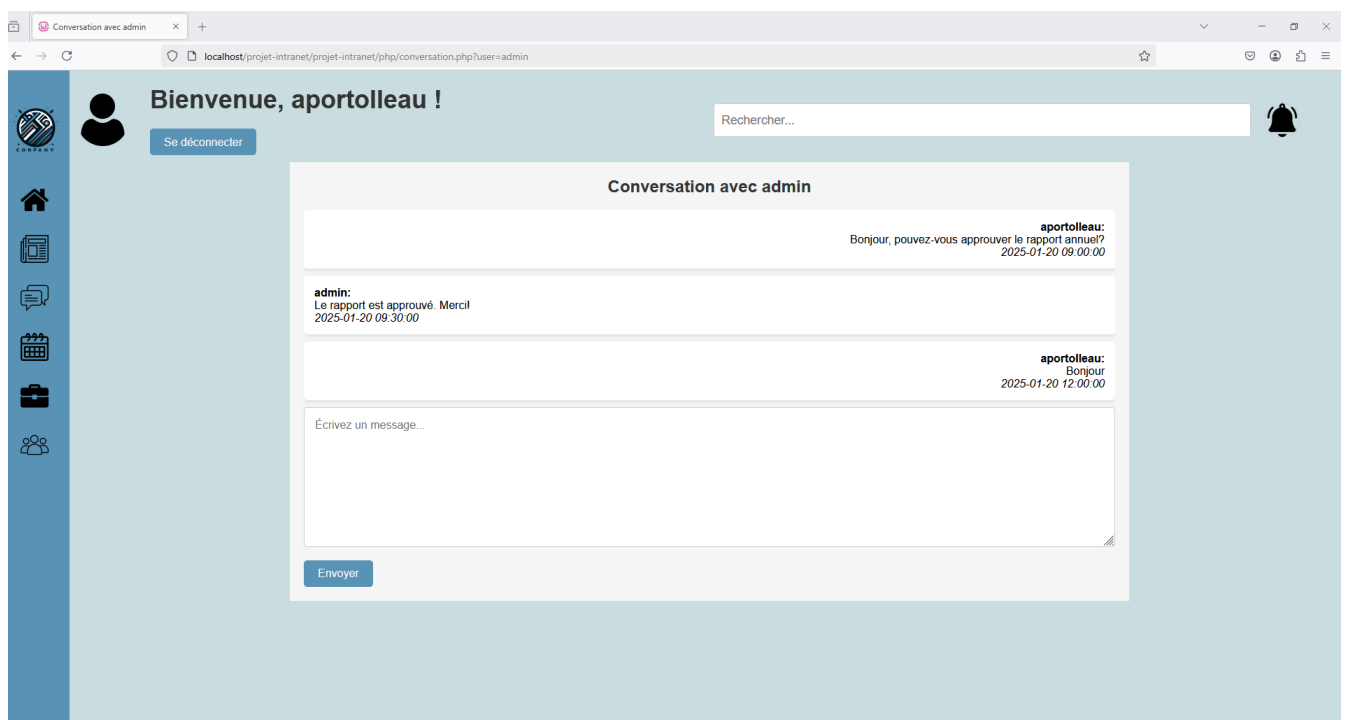 Conversation avec admin
localhost/projet-intranet/projet-intranet/php/conversation.php?user=admin
COMPANY
Bienvenue, aportolleau !
Se déconnecter
Rechercher...
Conversation avec admin
aportolleau:
Bonjour, pouvez-vous approuver le rapport annuel?
2025-01-20 09:00:00
admin:
Le rapport est approuvé. Merci!
2025-01-20 09:30:00
aportolleau:
Bonjour
2025-01-20 12:00:00
Écrivez un message...
Envoyer